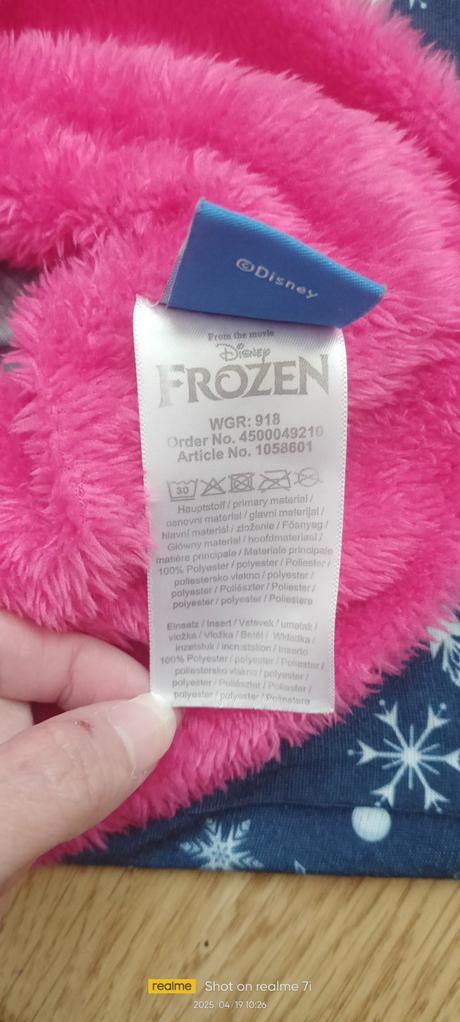 ©Disney
From the movie
Disney
FROZEN
WGR: 918
Order No. 4500049210
Article No. 1058601
30
Hauptstoff / primary material /
osnovni material / glavni materijal /
hlavní materiál / złożenie / Főanyag /
Główny materiał / hoofdmateriaal /
matière principale / Materiale principale
100% Polyester / polyester / Poliester /
poliestersko vlakno / polyester /
polyester / Poliészter / Poliester /
polyester / polyester / Poliestere
Einsatz / Insert / Vstavek / umetak /
vložka / Vložka / Betét / Wkładka /
inzetstuk / incrustation / Inserto
100% Polyester / polyester / Poliester /
poliestersko vlakno / polyester /
polyester / Poliészter / Poliester /
polyester / polyester / Poliestere
realme Shot on realme 7i
2025/04/19 10:26